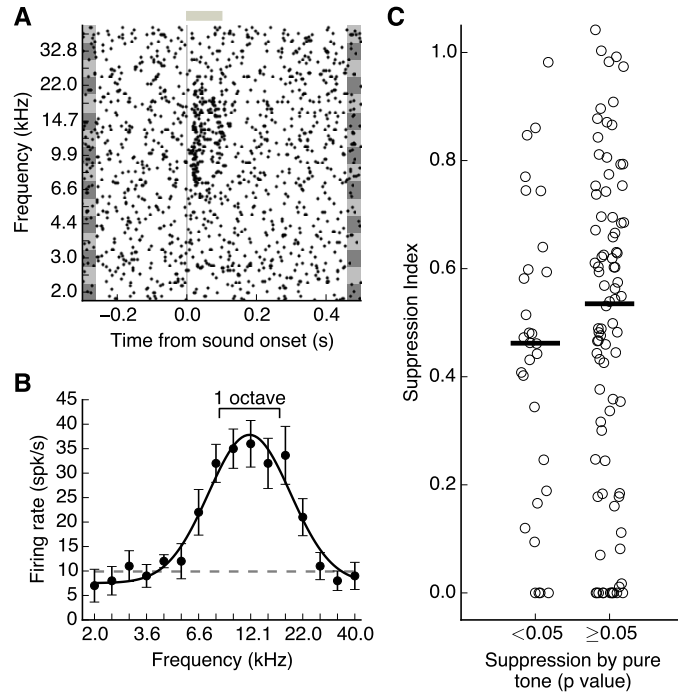 A
Frequency (kHz)
32.8
22.0
14.7
9.9
6.6
4.4
3.0
2.0
−0.2 0.0 0.2 0.4
Time from sound onset (s)
B
Firing rate (spk/s)
1 octave
45
40
35
30
25
20
15
10
5
0
2.0 3.6 6.6 12.1 22.0 40.0
Frequency (kHz)
C
Suppression Index
1.0
0.8
0.6
0.4
0.2
0.0
<0.05 ≥0.05
Suppression by pure
tone (p value)